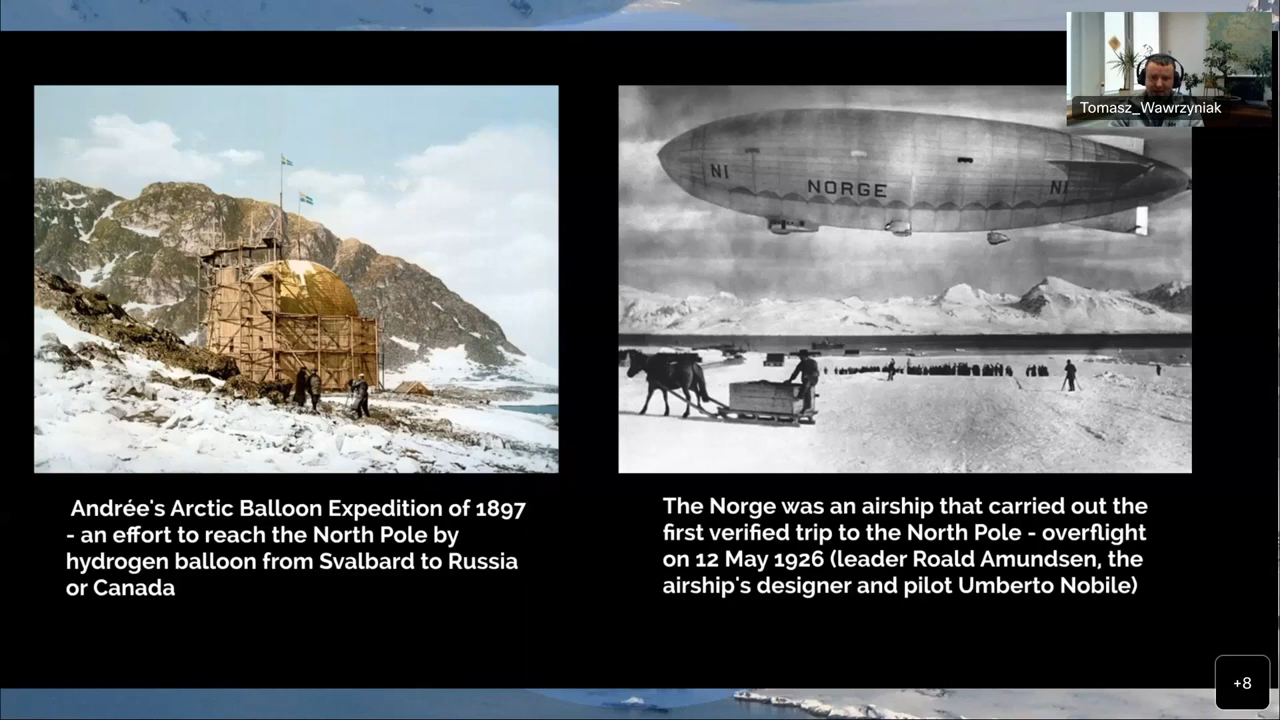 Tomasz_Wawrzyniak
NI
NORGE
NI
Andrée's Arctic Balloon Expedition of 1897
- an effort to reach the North Pole by
hydrogen balloon from Svalbard to Russia
or Canada
The Norge was an airship that carried out the
first verified trip to the North Pole - overflight
on 12 May 1926 (leader Roald Amundsen, the
airship's designer and pilot Umberto Nobile)
+8